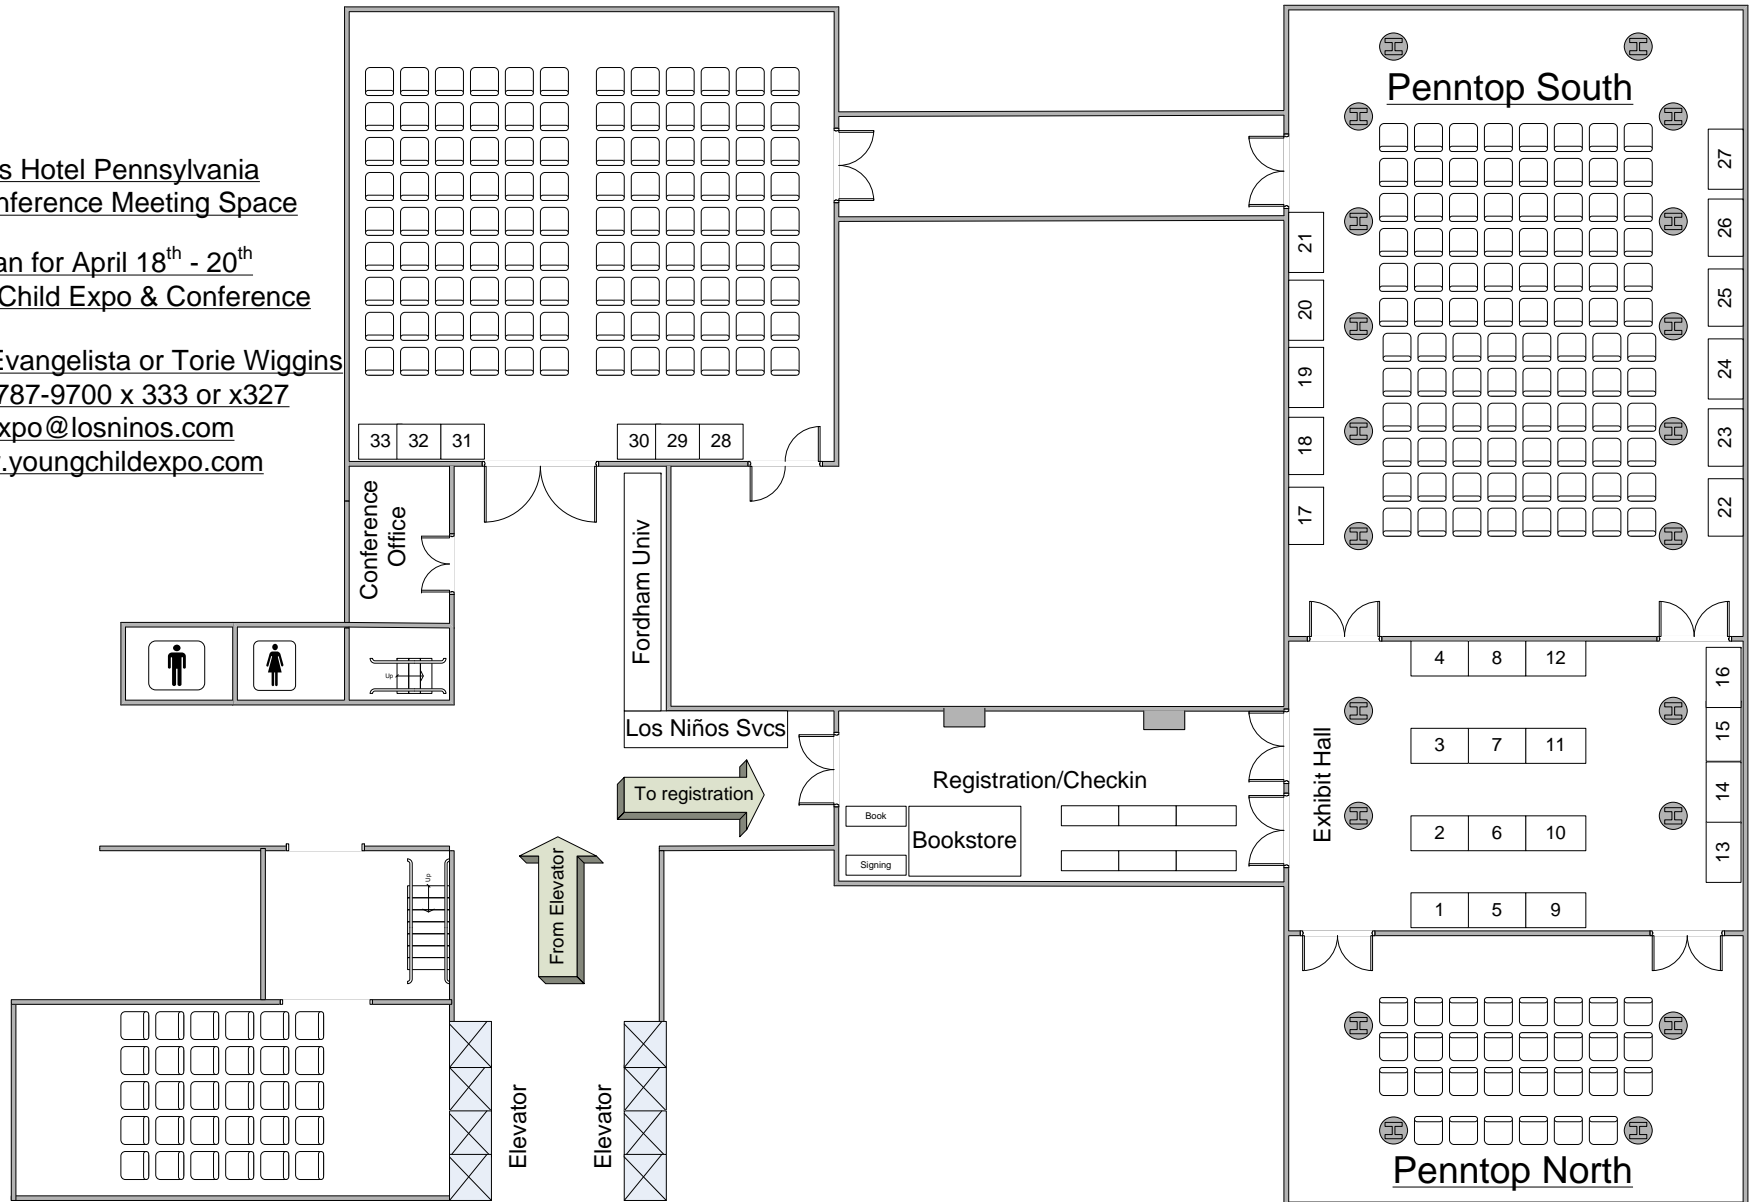 s Hotel Pennsylvania
nference Meeting Space
an for April 18th - 20th
Child Expo & Conference
Evangelista or Torie Wiggins
787-9700 x 333 or x327
xpo@losninos.com
.youngchildexpo.com
33 32 31
30 29 28
Conference
Office
Fordham Univ
Los Niños Svcs
Up
To registration
From Elevator
Up
Elevator
Elevator
Registration/Checkin
Book
Signing
Bookstore
Penntop South
21
20
19
18
17
27
26
25
24
23
22
Exhibit Hall
4 8 12
3 7 11
2 6 10
1 5 9
16
15
14
13
Penntop North